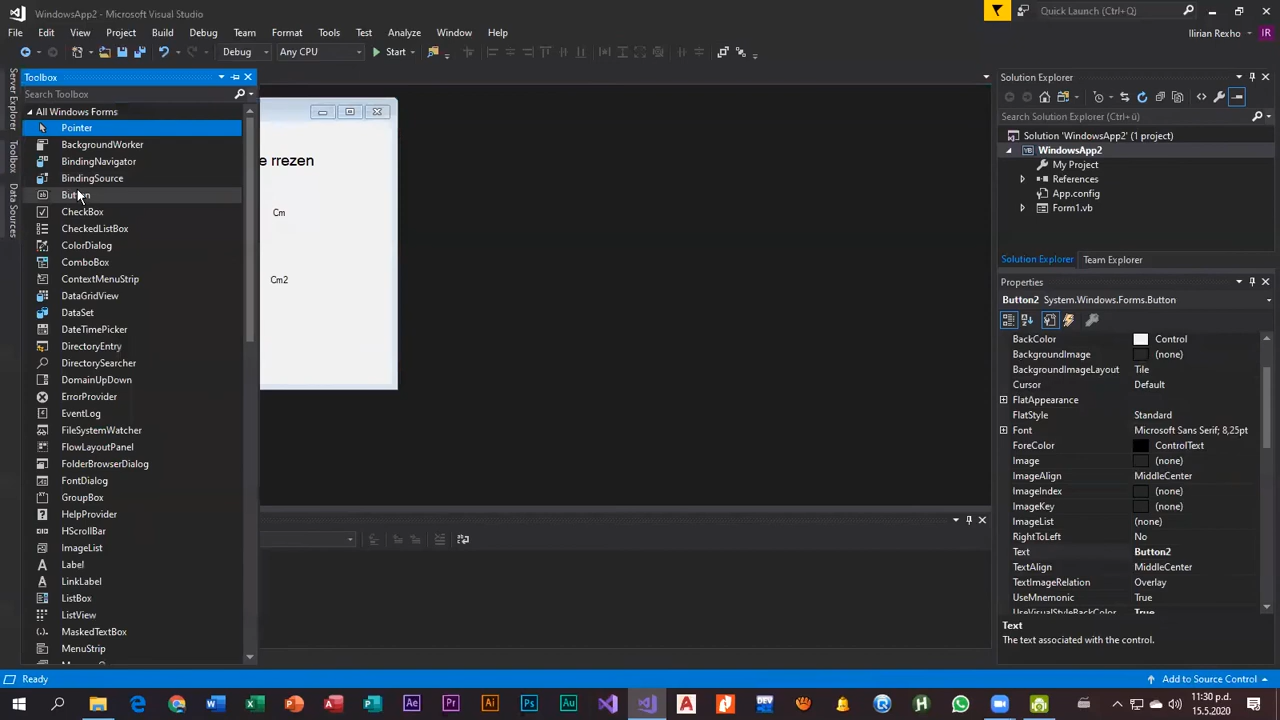 WindowsApp2 - Microsoft Visual Studio
Quick Launch (Ctrl+Q)
File Edit View Project Build Debug Team Format Tools Test Analyze Window Help
Ilirian Rexho IR
Debug Any CPU Start
Toolbox
Search Toolbox
All Windows Forms
Pointer
BackgroundWorker
BindingNavigator
BindingSource
CheckBox
CheckedListBox
ColorDialog
ComboBox
ContextMenuStrip
DataGridView
DataSet
DateTimePicker
DirectoryEntry
DirectorySearcher
DomainUpDown
ErrorProvider
EventLog
FileSystemWatcher
FlowLayoutPanel
FolderBrowserDialog
FontDialog
GroupBox
HelpProvider
HScrollBar
ImageList
Label
LinkLabel
ListBox
ListView
MaskedTextBox
MenuStrip
Server Explorer
Toolbox
Data Sources
e rrezen
Cm
Cm2
Solution Explorer
Search Solution Explorer (Ctrl+ü)
Solution 'WindowsApp2' (1 project)
WindowsApp2
My Project
References
App.config
Form1.vb
Solution Explorer Team Explorer
Properties
Button2 System.Windows.Forms.Button
BackColor Control
BackgroundImage (none)
BackgroundImageLayout Tile
Cursor Default
FlatAppearance
FlatStyle Standard
Font Microsoft Sans Serif; 8,25pt
ForeColor ControlText
Image (none)
ImageAlign MiddleCenter
ImageIndex (none)
ImageKey (none)
ImageList (none)
RightToLeft No
Text Button2
TextAlign MiddleCenter
TextImageRelation Overlay
UseMnemonic True
UseVisualStyleBackColor True
Text
The text associated with the control.
Ready
Add to Source Control
11:30 p.d.
15.5.2020